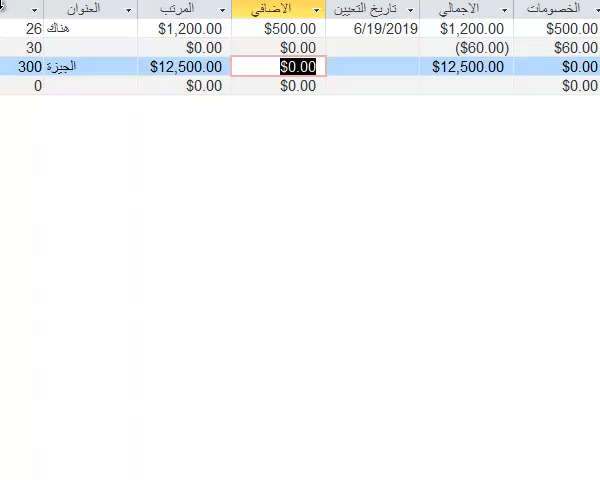 الخصومات الاجمالي تاريخ التعيين الاضافي المرتب العنوان
$500.00 $1,200.00 6/19/2019 $500.00 $1,200.00 هناك 26
$60.00 ($60.00) $0.00 $0.00 30
$0.00 $12,500.00 $0.00 $12,500.00 الجيزة 300
$0.00 $0.00 $0.00 0